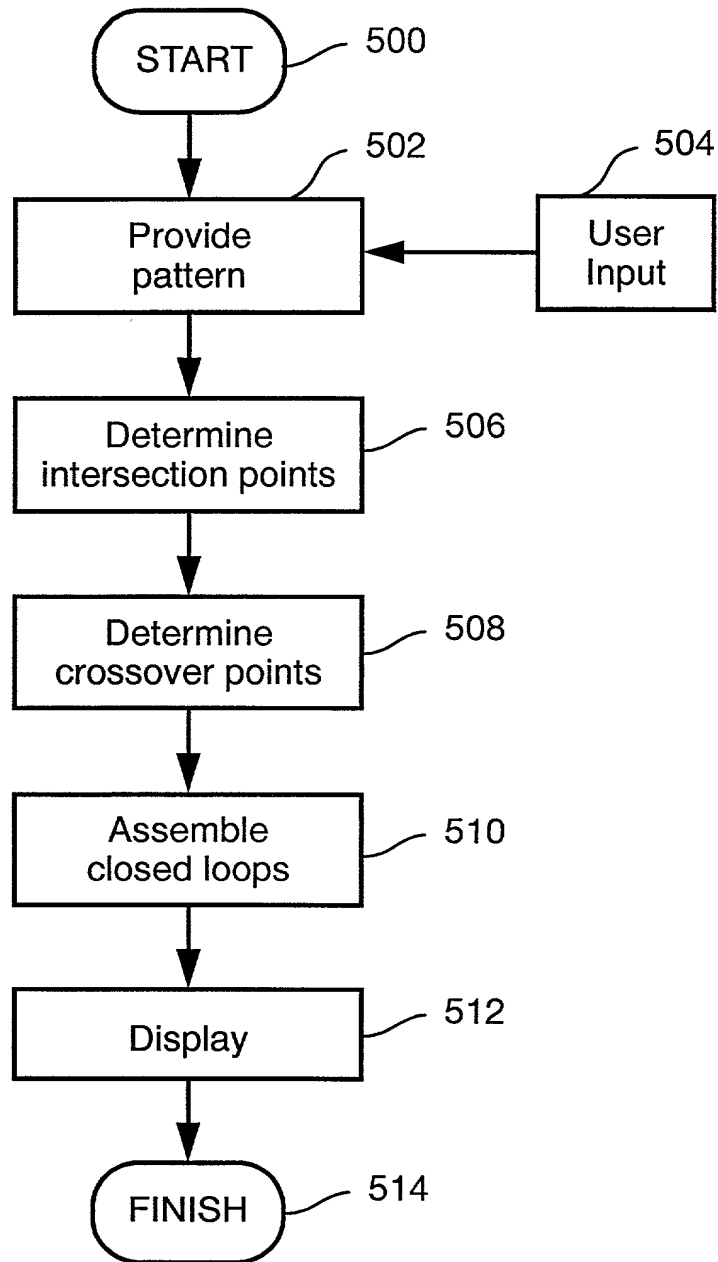 START
500
502
504
Provide
pattern
User
Input
Determine
intersection points
506
Determine
crossover points
508
Assemble
closed loops
510
Display
512
FINISH
514